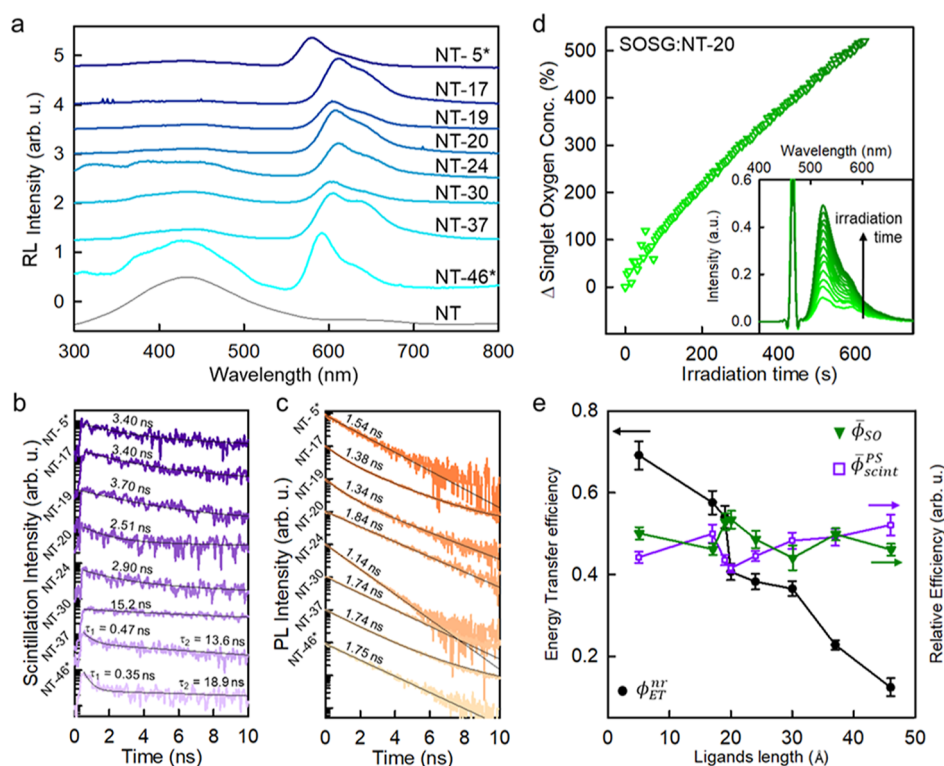 a
RL Intensity (arb. u.)
5
4
3
2
1
0
NT- 5*
NT-17
NT-19
NT-20
NT-24
NT-30
NT-37
NT-46*
NT
300 400 500 600 700 800
Wavelength (nm)
d
SOSG:NT-20
Δ Singlet Oxygen Conc. (%)
500
400
300
200
100
0
0 200 400 600
Irradiation time (s)
Wavelength (nm)
400 500 600
Intensity (a.u.)
0.6
0.4
0.2
0.0
irradiation
time
b
Scintillation Intensity (arb. u.)
NT-5*
NT-17
NT-19
NT-20
NT-24
NT-30
NT-37
NT-46*
3.40 ns
3.40 ns
3.70 ns
2.51 ns
2.90 ns
15.2 ns
τ₁ = 0.47 ns τ₂ = 13.6 ns
τ₁ = 0.35 ns τ₂ = 18.9 ns
0 2 4 6 8 10
Time (ns)
c
PL Intensity (arb. u.)
NT- 5*
NT-17
NT-19
NT-20
NT-24
NT-30
NT-37
NT-46*
1.54 ns
1.38 ns
1.34 ns
1.84 ns
1.14 ns
1.74 ns
1.74 ns
1.75 ns
0 2 4 6 8 10
Time (ns)
e
Energy Transfer efficiency
0.8
0.6
0.4
0.2
ϕ̄_SO
ϕ̄^PS_scint
ϕ^nr_ET
0 10 20 30 40 50
Ligands length (Å)
Relative Efficiency (arb. u.)